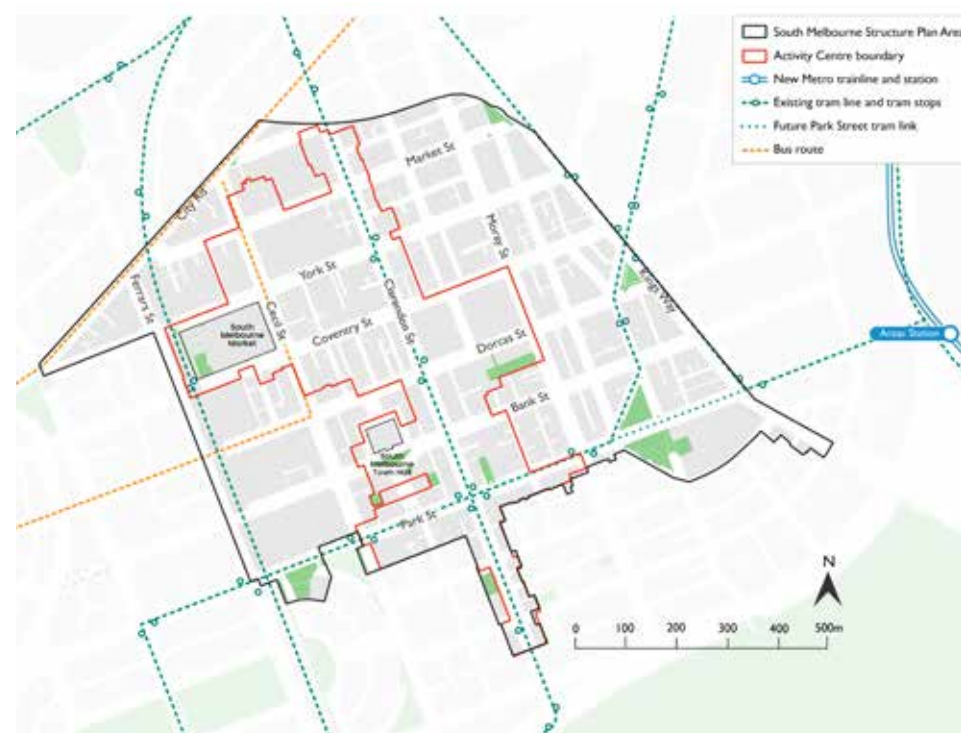 South Melbourne Structure Plan Area
Activity Centre boundary
New Metro trainline and station
Existing tram line and tram stops
Future Park Street tram link
Bus route
Market St
City Rd
Moray St
York St
Kings Way
Ferrars St
Cecil St
Clarendon St
Coventry St
South
Melbourne
Market
Anzac Station
Dorcas St
Bank St
South
Melbourne
Town Hall
Park St
N
0 100 200 300 400 500m